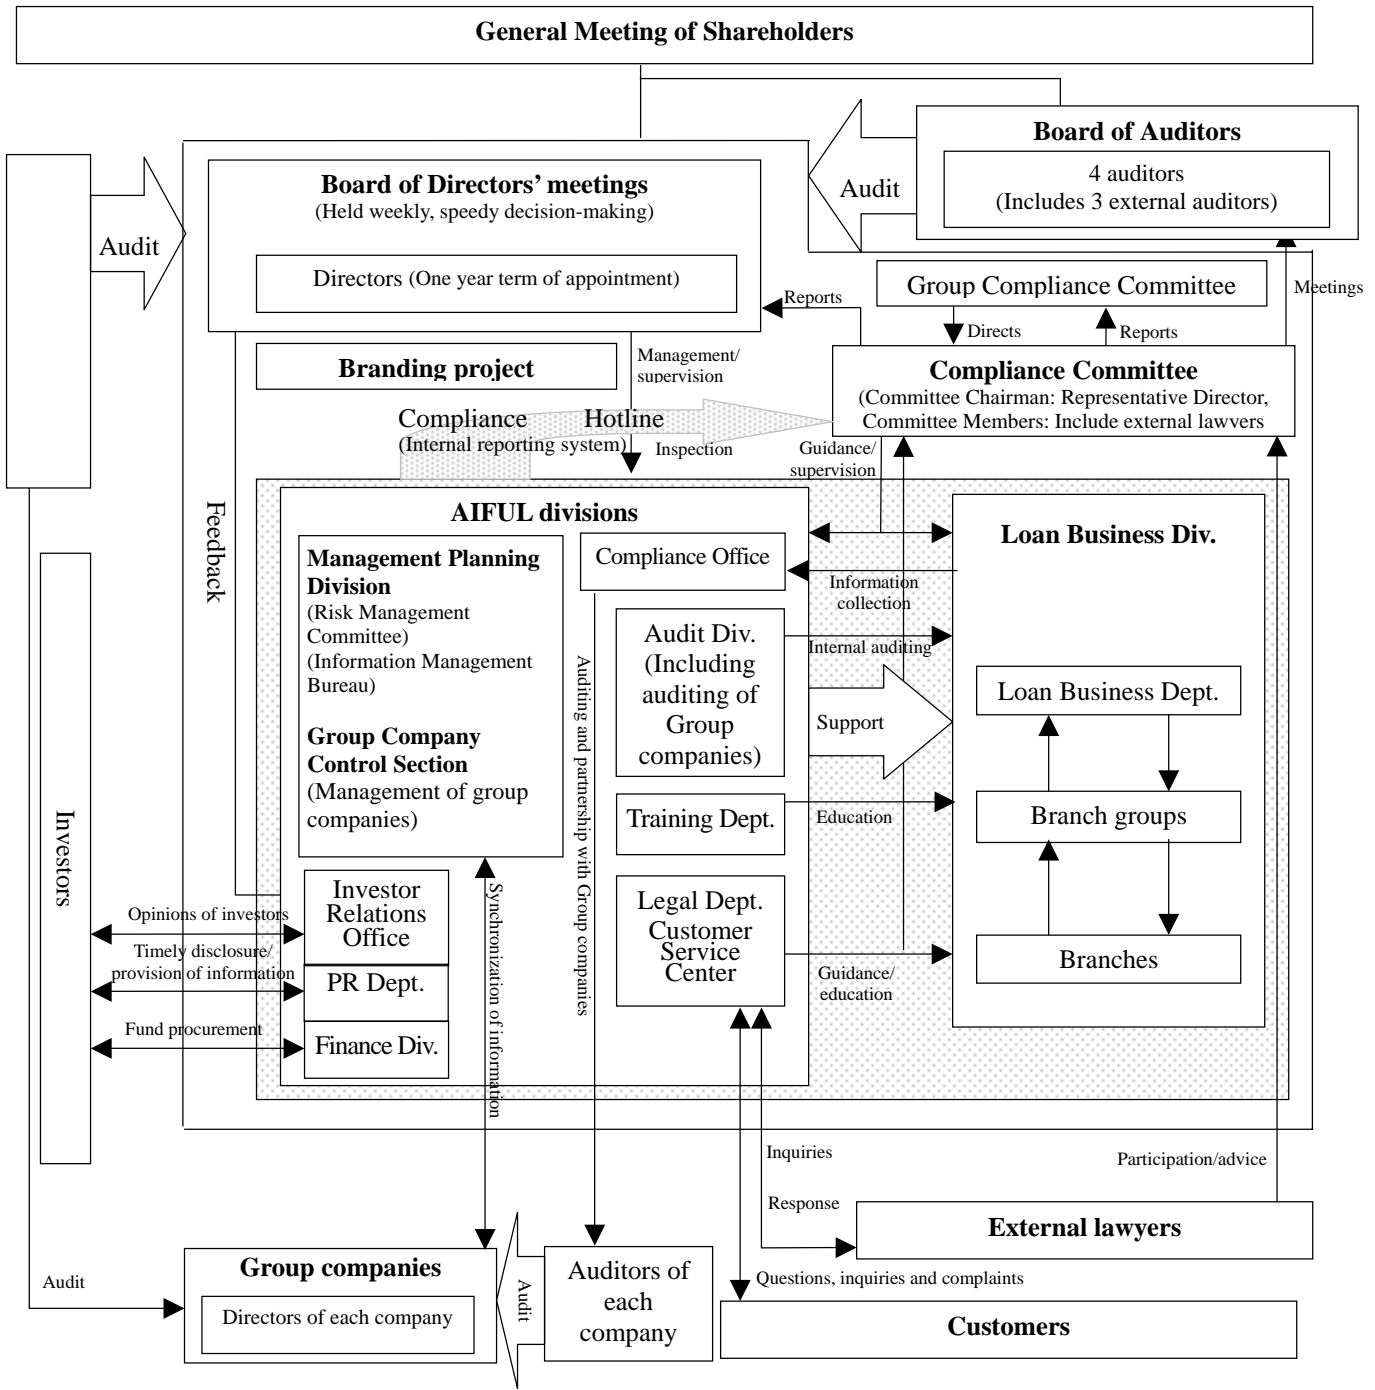 General Meeting of Shareholders
Board of Auditors
4 auditors
(Includes 3 external auditors)
Audit
Audit
Board of Directors’ meetings
(Held weekly, speedy decision-making)
Directors (One year term of appointment)
Reports
Group Compliance Committee
Meetings
Directs
Reports
Branding project
Management/
supervision
Compliance Committee
(Committee Chairman: Representative Director,
Committee Members: Include external lawyers
Compliance Hotline
(Internal reporting system)
Inspection
Guidance/
supervision
Feedback
AIFUL divisions
Management Planning
Division
(Risk Management
Committee)
(Information Management
Bureau)
Group Company
Control Section
(Management of group
companies)
Compliance Office
Audit Div.
(Including
auditing of
Group
companies)
Training Dept.
Legal Dept.
Customer
Service
Center
Auditing and partnership with Group companies
Synchronization of information
Information
collection
Internal auditing
Support
Education
Guidance/
education
Loan Business Div.
Loan Business Dept.
Branch groups
Branches
Investors
Investor
Relations
Office
PR Dept.
Finance Div.
Opinions of investors
Timely disclosure/
provision of information
Fund procurement
Inquiries
Response
Participation/advice
External lawyers
Questions, inquiries and complaints
Customers
Audit
Group companies
Directors of each company
Audit
Auditors of
each
company